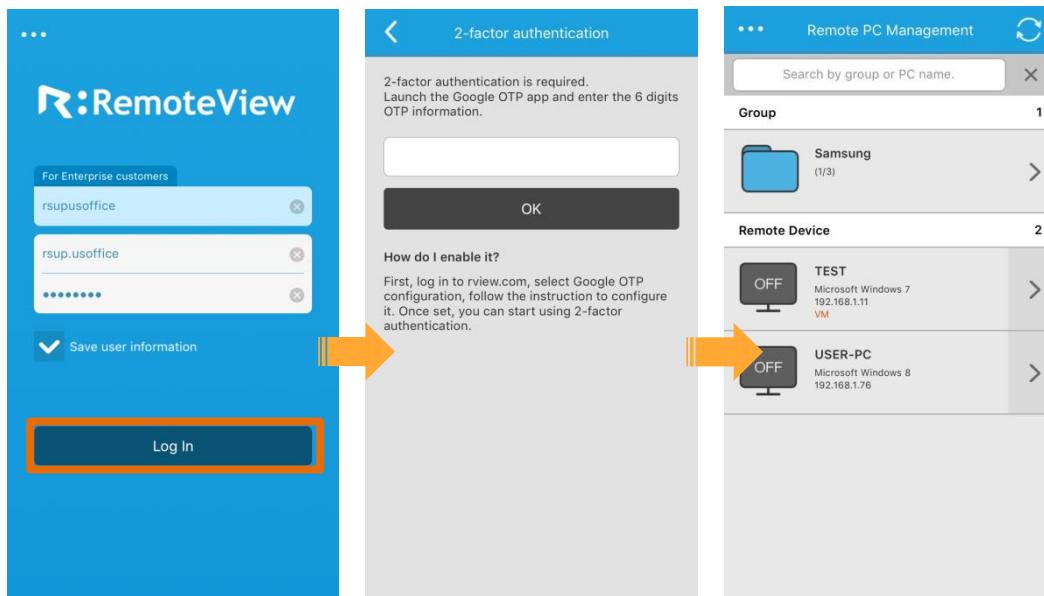 R:RemoteView
For Enterprise customers
rsupusoffice
rsup.usoffice
Save user information
Log In
2-factor authentication
2-factor authentication is required.
Launch the Google OTP app and enter the 6 digits
OTP information.
OK
How do I enable it?
First, log in to rview.com, select Google OTP
configuration, follow the instruction to configure
it. Once set, you can start using 2-factor
authentication.
Remote PC Management
Search by group or PC name.
Group 1
Samsung
(1/3)
Remote Device 2
OFF
TEST
Microsoft Windows 7
192.168.1.11
VM
OFF
USER-PC
Microsoft Windows 8
192.168.1.76